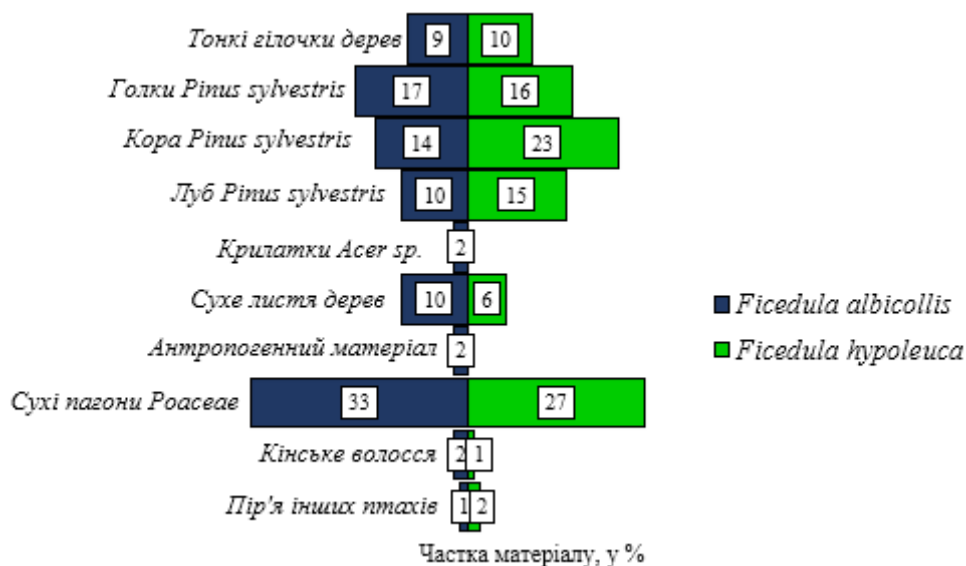 Тонкі гілочки дерев 9 10
Голки Pinus sylvestris 17 16
Кора Pinus sylvestris 14 23
Луб Pinus sylvestris 10 15
Крилатки Acer sp. 2
Сухе листя дерев 10 6
Антропогенний матеріал 2
Сухі пагони Poaceae 33 27
Кінське волосся 2 1
Пір'я інших птахів 1 2
Частка матеріалу, у %
Ficedula albicollis
Ficedula hypoleuca